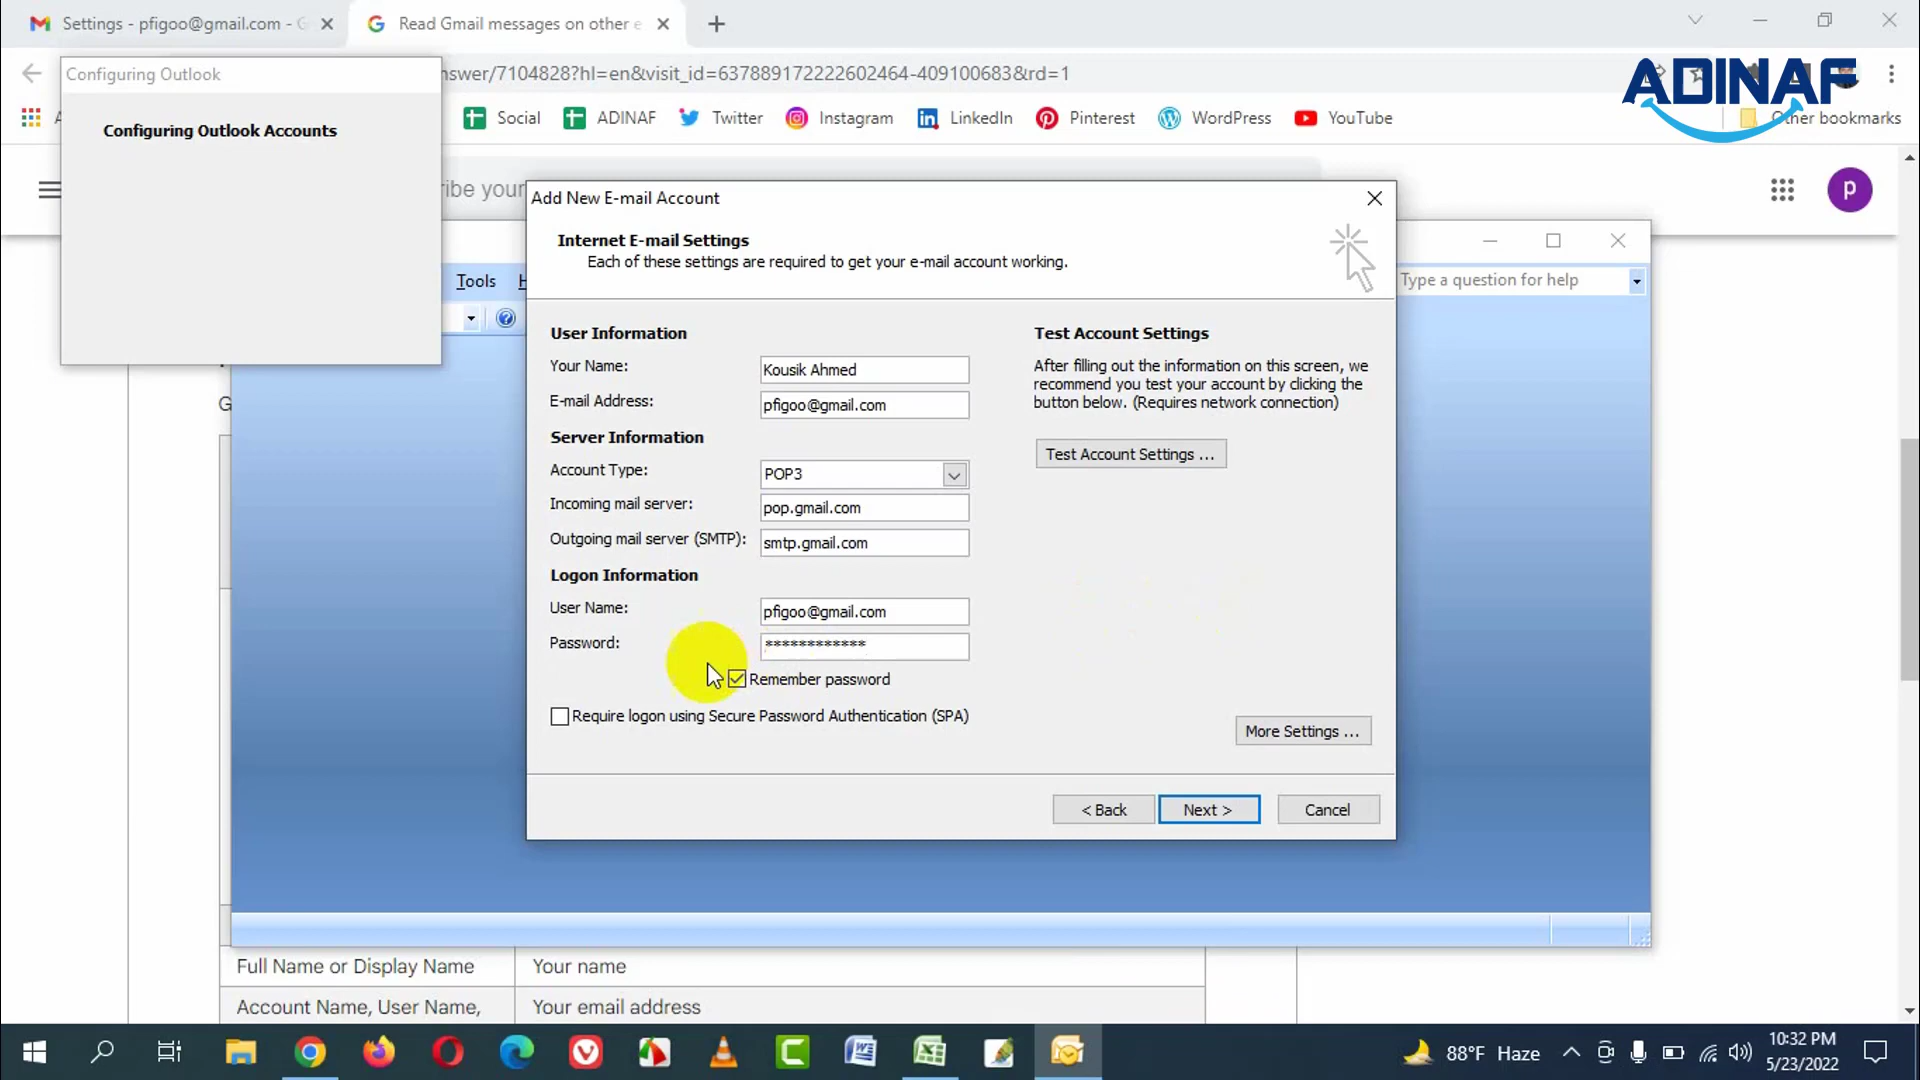 Settings - pfigoo@gmail.com - G
Read Gmail messages on other e
Configuring Outlook
nswer/7104828?hl=en&visit_id=637889172222602464-409100683&rd=1
ADINAF
Configuring Outlook Accounts
Social
ADINAF
Twitter
Instagram
LinkedIn
Pinterest
WordPress
YouTube
Other bookmarks
ribe your
p
Add New E-mail Account
Internet E-mail Settings
Each of these settings are required to get your e-mail account working.
Tools
H
Type a question for help
User Information
Your Name:
Kousik Ahmed
E-mail Address:
pfigoo@gmail.com
Server Information
Account Type:
POP3
Incoming mail server:
pop.gmail.com
Outgoing mail server (SMTP):
smtp.gmail.com
Logon Information
User Name:
pfigoo@gmail.com
Password:
************
Remember password
Require logon using Secure Password Authentication (SPA)
Test Account Settings
After filling out the information on this screen, we
recommend you test your account by clicking the
button below. (Requires network connection)
Test Account Settings ...
More Settings ...
< Back
Next >
Cancel
G
Full Name or Display Name
Your name
Account Name, User Name,
Your email address
88°F Haze
10:32 PM
5/23/2022